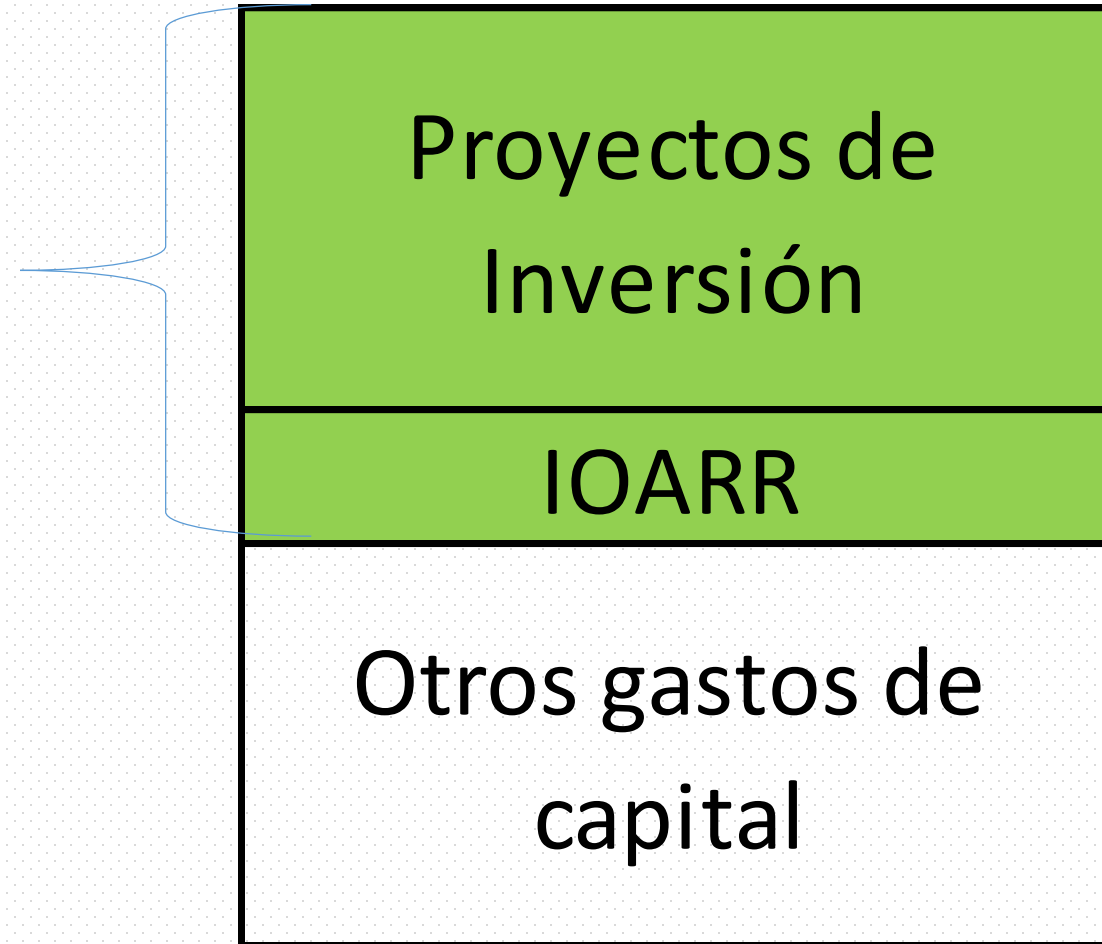 Proyectos de
Inversión
IOARR
Otros gastos de
capital